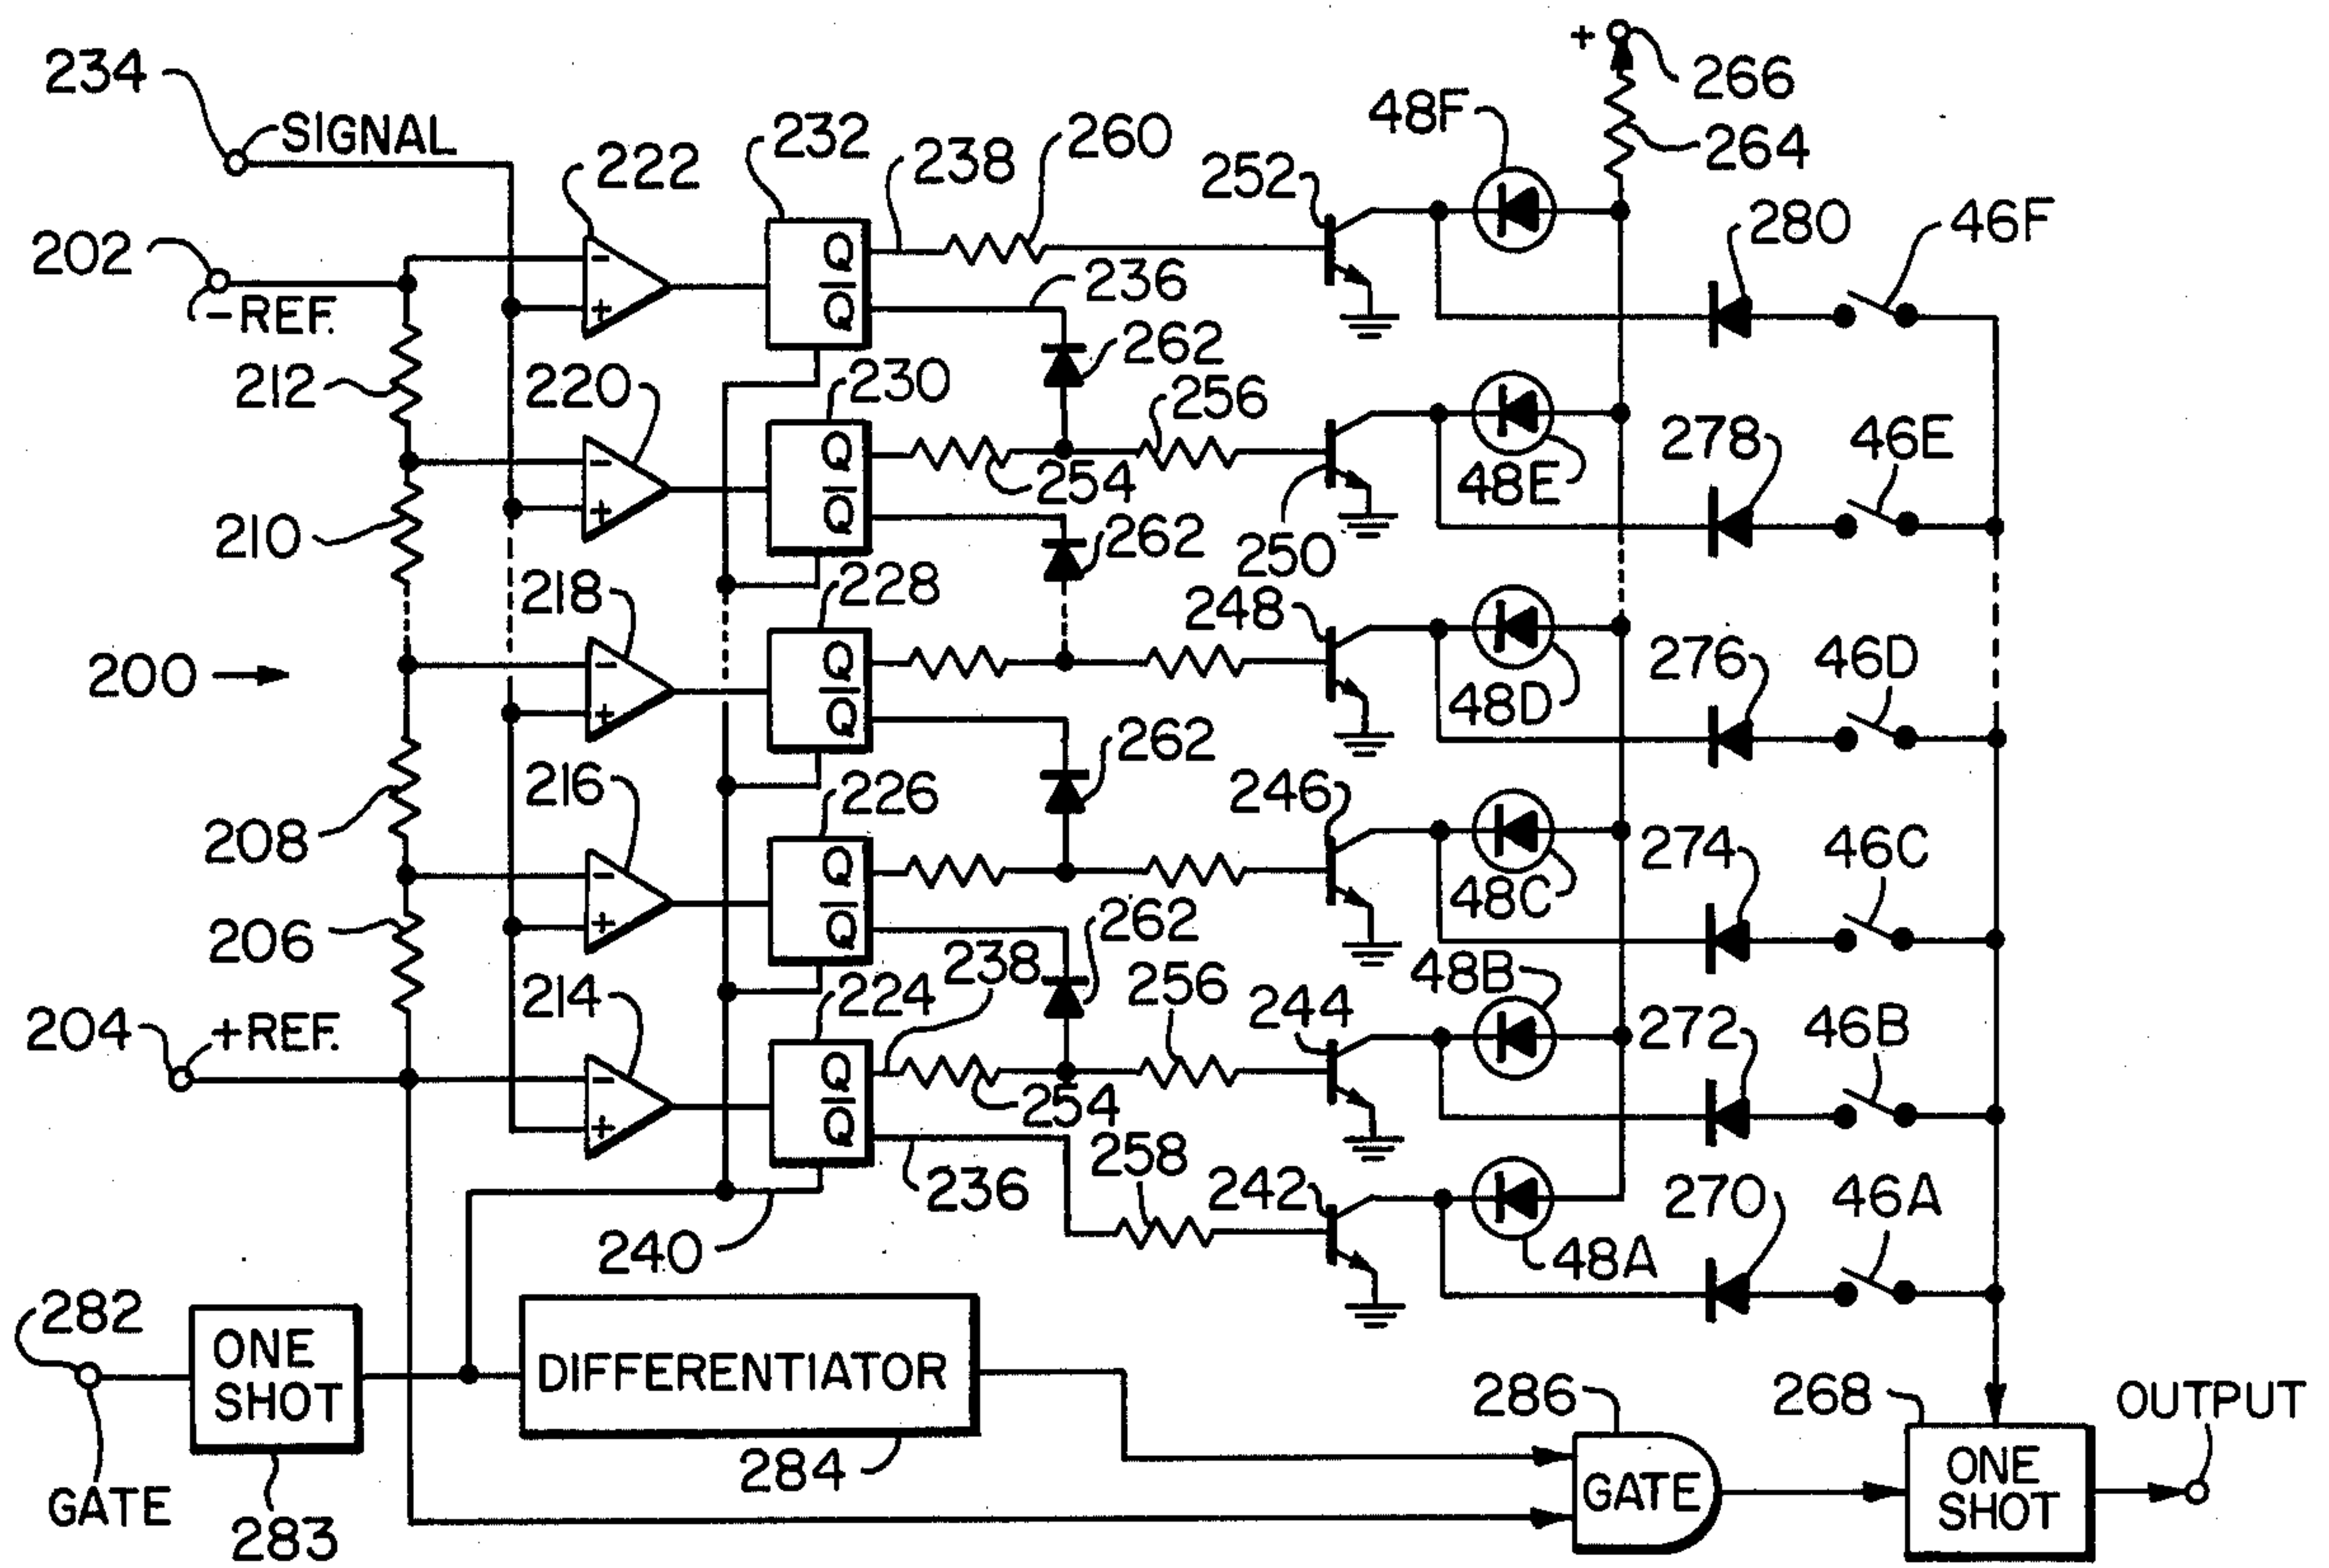 +
266
234
SIGNAL
48F
264
232
238
260
222
252
280
46F
202
-REF.
-
+
Q
Q̅
236
262
212
220
230
256
278
46E
-
+
Q
Q̅
254
48E
210
262
250
218
228
248
200
-
+
Q
Q̅
48D
276
46D
262
216
226
246
208
-
+
Q
Q̅
48C
274
46C
206
262
238
48B
214
224
256
244
272
46B
204
+REF.
-
+
Q
Q̅
254
258
236
242
270
46A
240
48A
282
ONE
SHOT
DIFFERENTIATOR
286
268
OUTPUT
284
GATE
283
GATE
ONE
SHOT